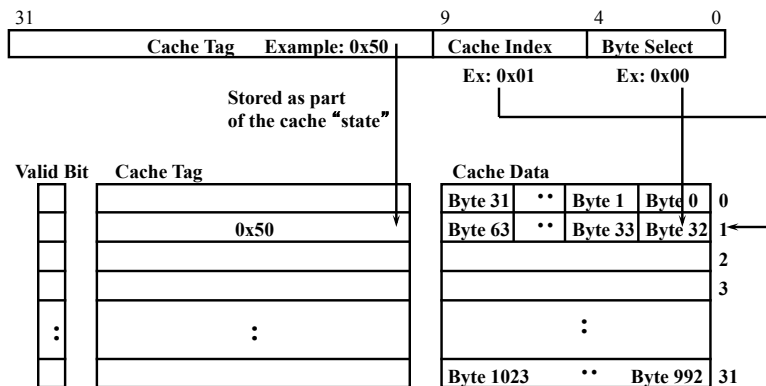 31 9 4 0
Cache Tag Example: 0x50 Cache Index Byte Select
Ex: 0x01 Ex: 0x00
Stored as part
of the cache “state”
Valid Bit Cache Tag Cache Data
Byte 31 ·· Byte 1 Byte 0 0
0x50 Byte 63 ·· Byte 33 Byte 32 1
2
3
: : :
Byte 1023 ·· Byte 992 31